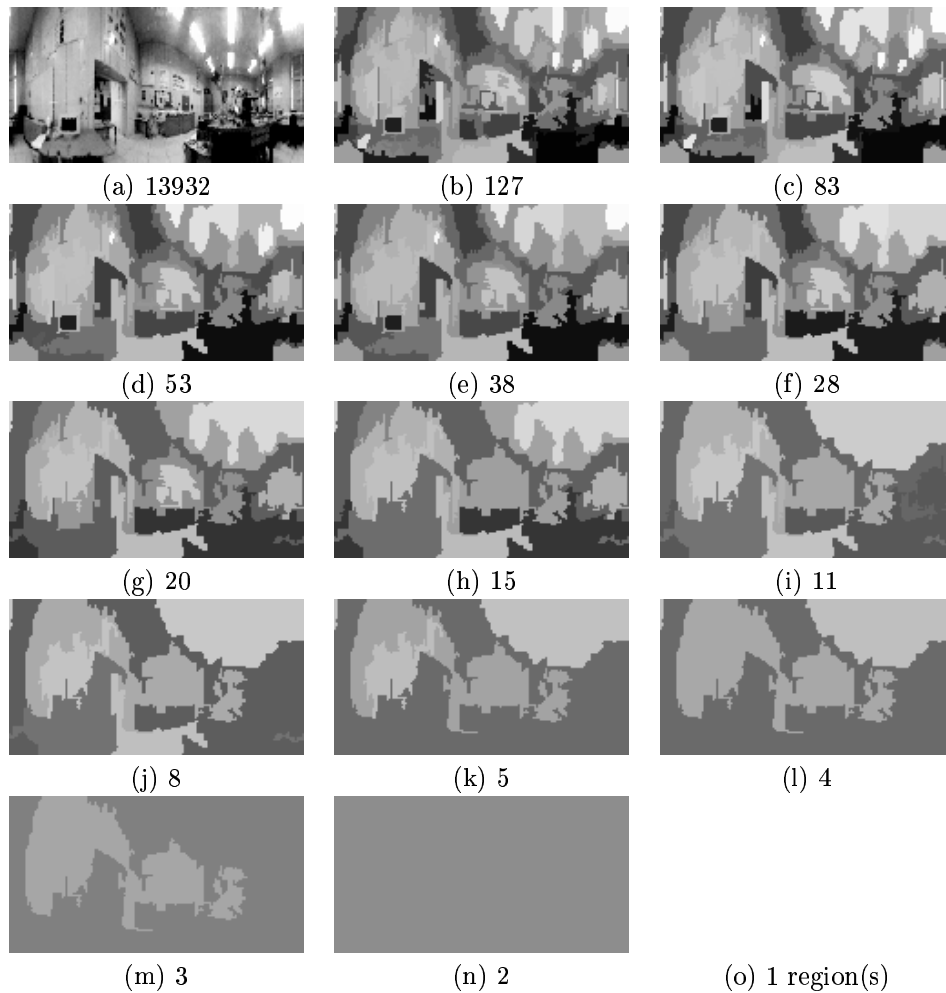 (a) 13932
(b) 127
(c) 83
(d) 53
(e) 38
(f) 28
(g) 20
(h) 15
(i) 11
(j) 8
(k) 5
(l) 4
(m) 3
(n) 2
(o) 1 region(s)